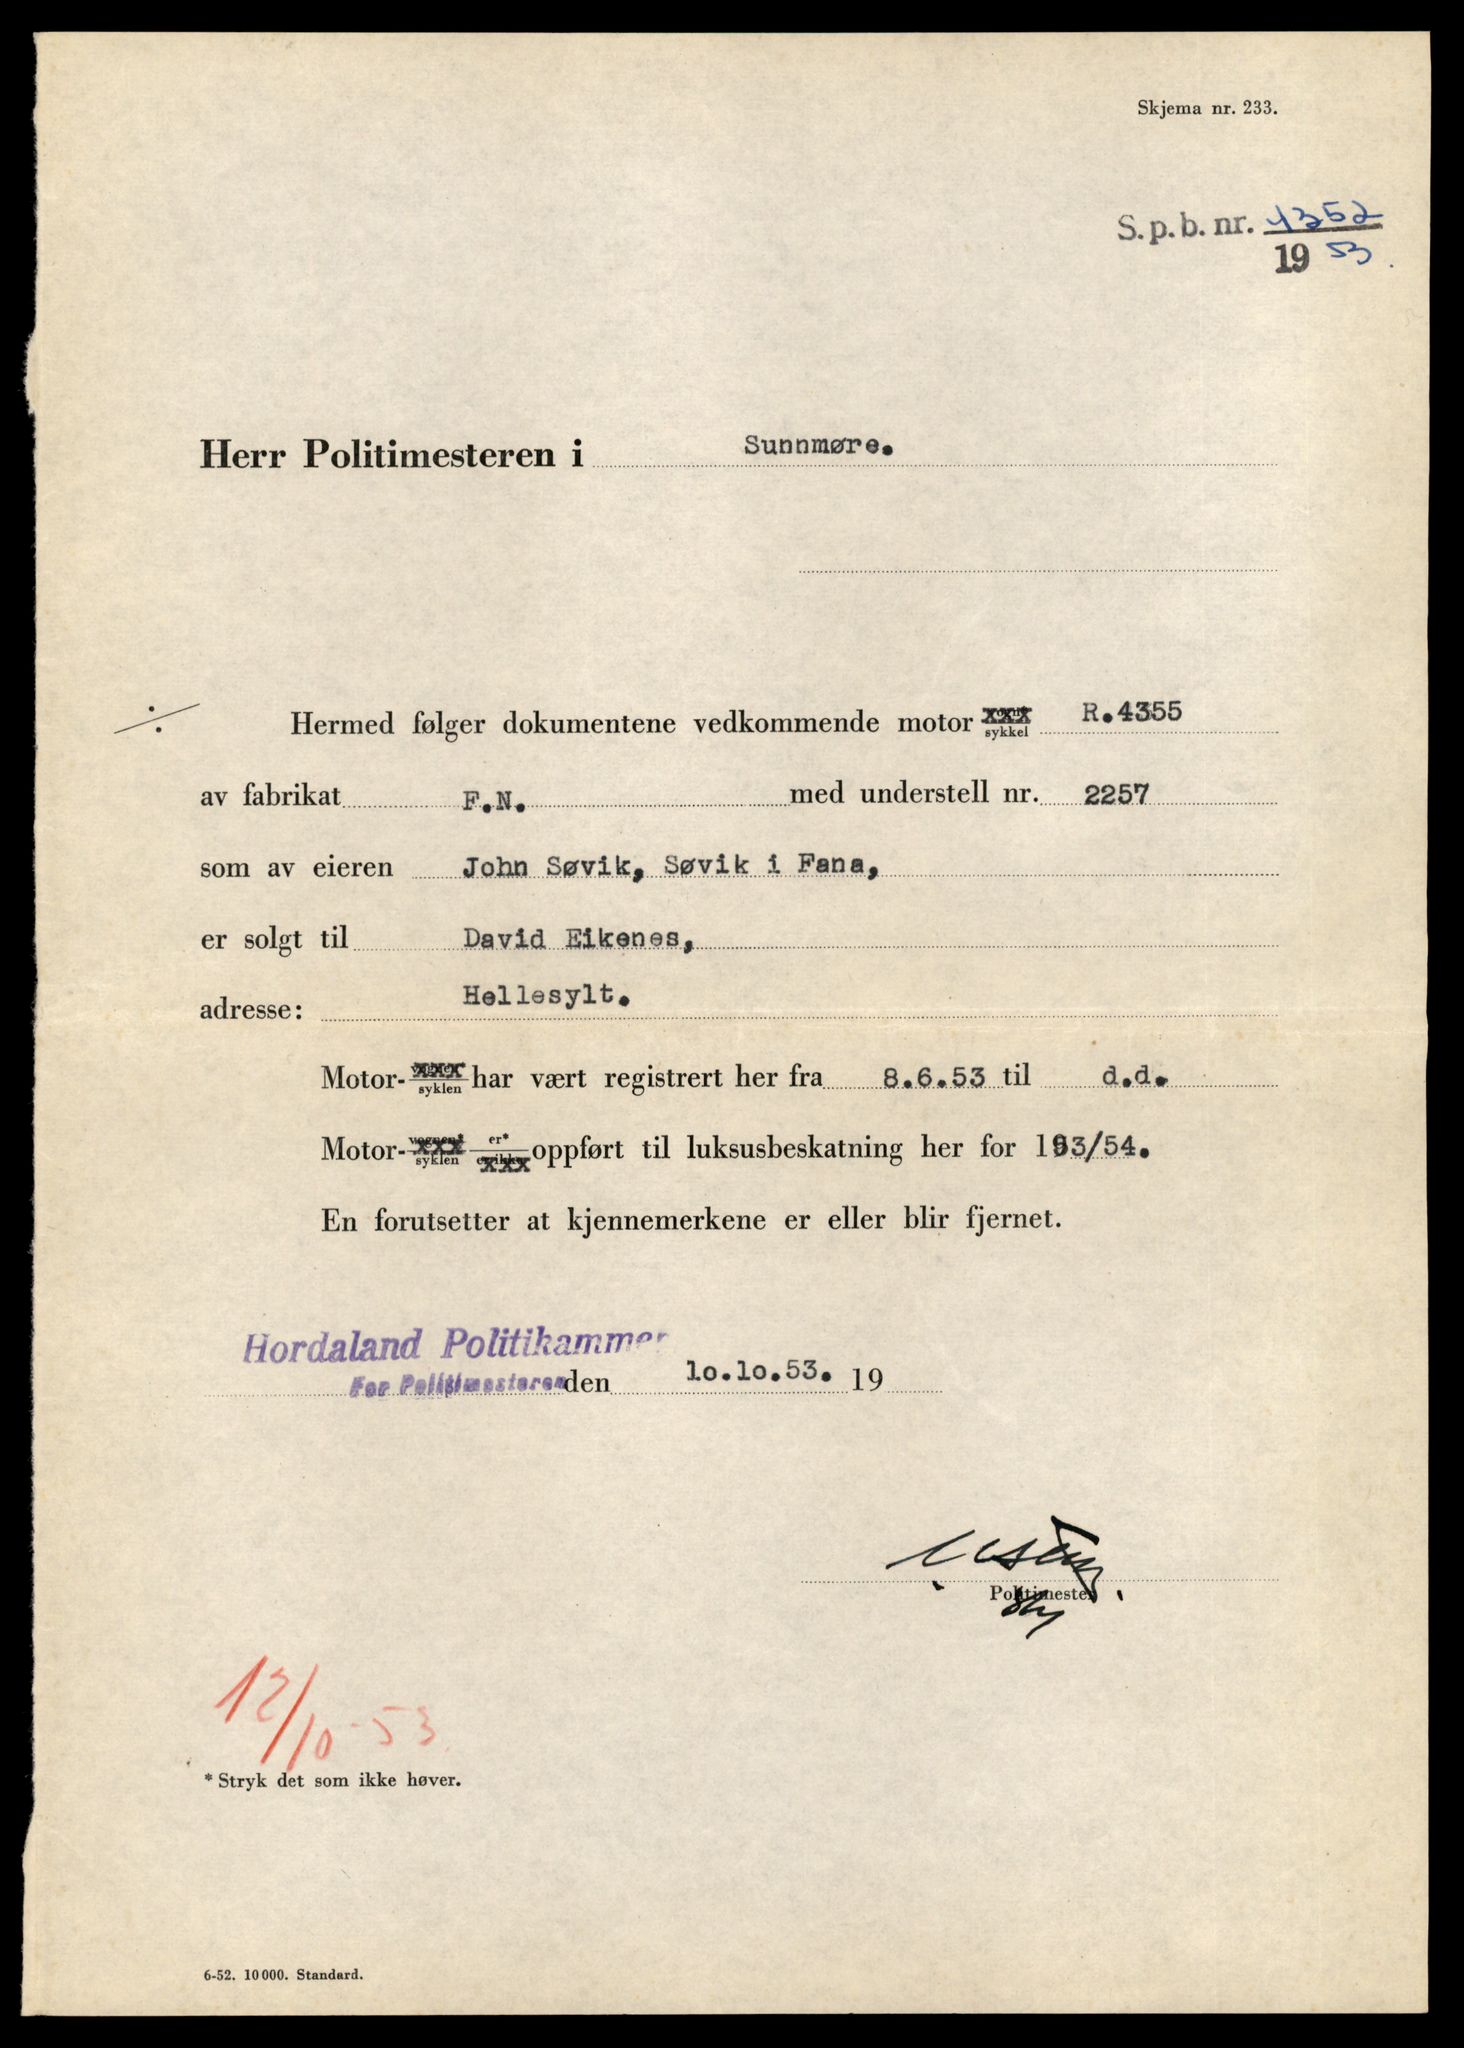 Skjema nr. 233.
S. p. b. nr. 4352
19 53.
Herr Politimesteren i Sunnmøre.
Hermed følger dokumentene vedkommende motor sykkel R.4355
av fabrikat F.N. med understell nr. 2257
som av eieren John Søvik, Søvik i Fana,
er solgt til David Eikenes,
adresse: Hellesylt.
Motor- syklen har vært registrert her fra 8.6.53 til d.d.
Motor- syklen er* oppført til luksusbeskatning her for 1953/54.
En forutsetter at kjennemerkene er eller blir fjernet.
Hordaland Politikammer
For Politimesteren den 10.10.53. 19
Politimester
12/10-53
* Stryk det som ikke høver.
6-52. 10 000. Standard.